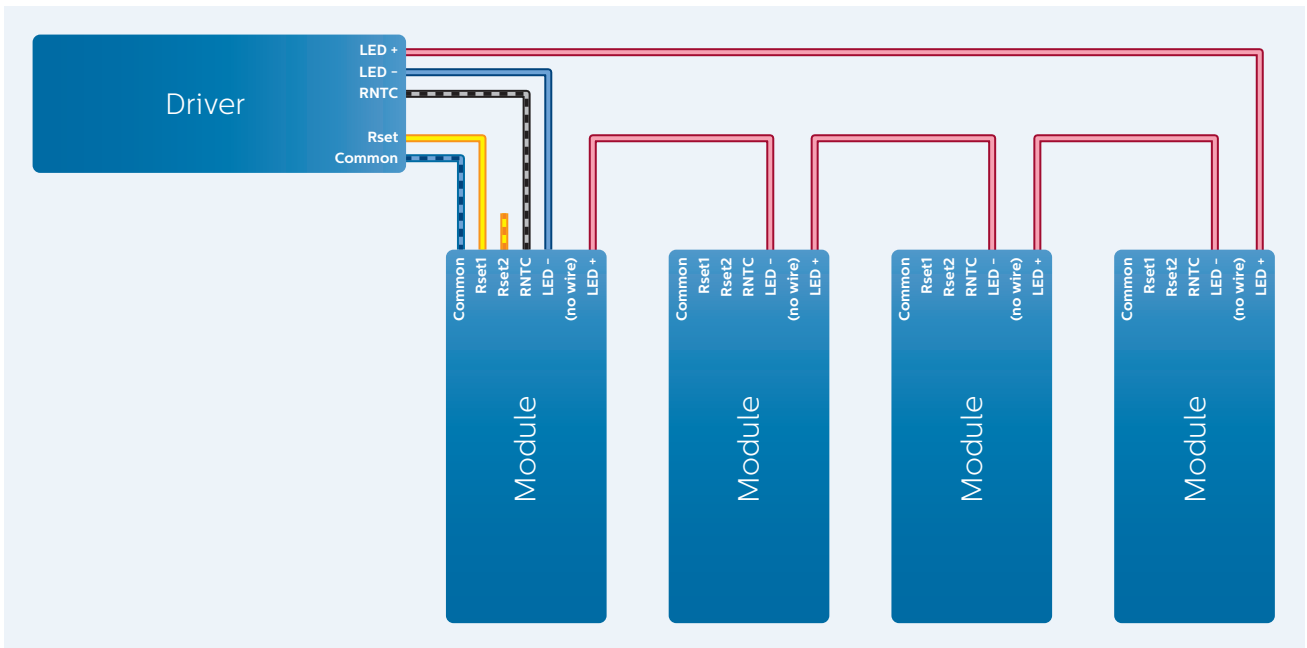 LED +
LED –
RNTC
Driver
Rset
Common
Common
Rset1
Rset2
RNTC
LED –
(no wire)
LED +
Module
Common
Rset1
Rset2
RNTC
LED –
(no wire)
LED +
Module
Common
Rset1
Rset2
RNTC
LED –
(no wire)
LED +
Module
Common
Rset1
Rset2
RNTC
LED –
(no wire)
LED +
Module